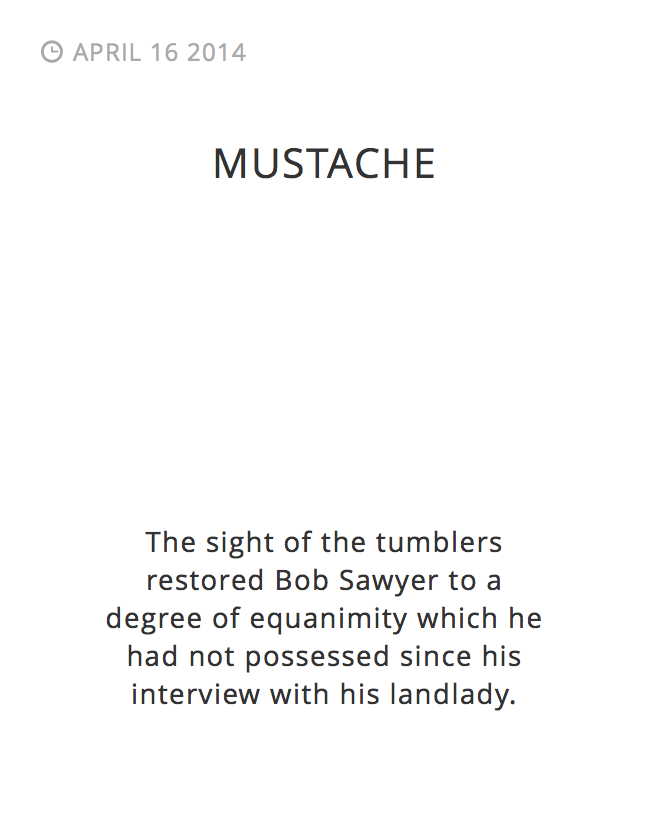 APRIL 16 2014
MUSTACHE
The sight of the tumblers
restored Bob Sawyer to a
degree of equanimity which he
had not possessed since his
interview with his landlady.